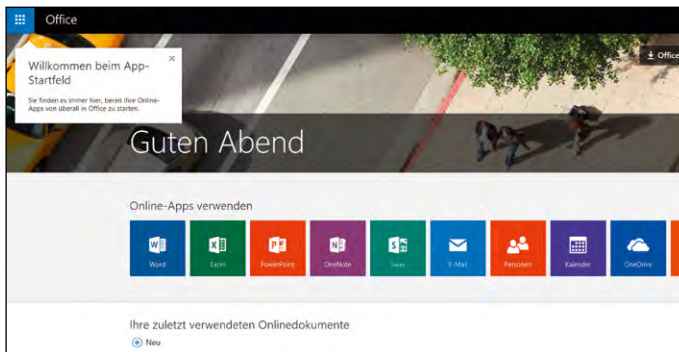 Office
Willkommen beim App-
Startfeld
Sie finden es immer hier, bereit Ihre Online-
Apps von überall in Office zu starten.
Office
Guten Abend
Online-Apps verwenden
Word
Excel
PowerPoint
OneNote
Sway
E-Mail
Personen
Kalender
OneDrive
Ihre zuletzt verwendeten Onlinedokumente
Neu